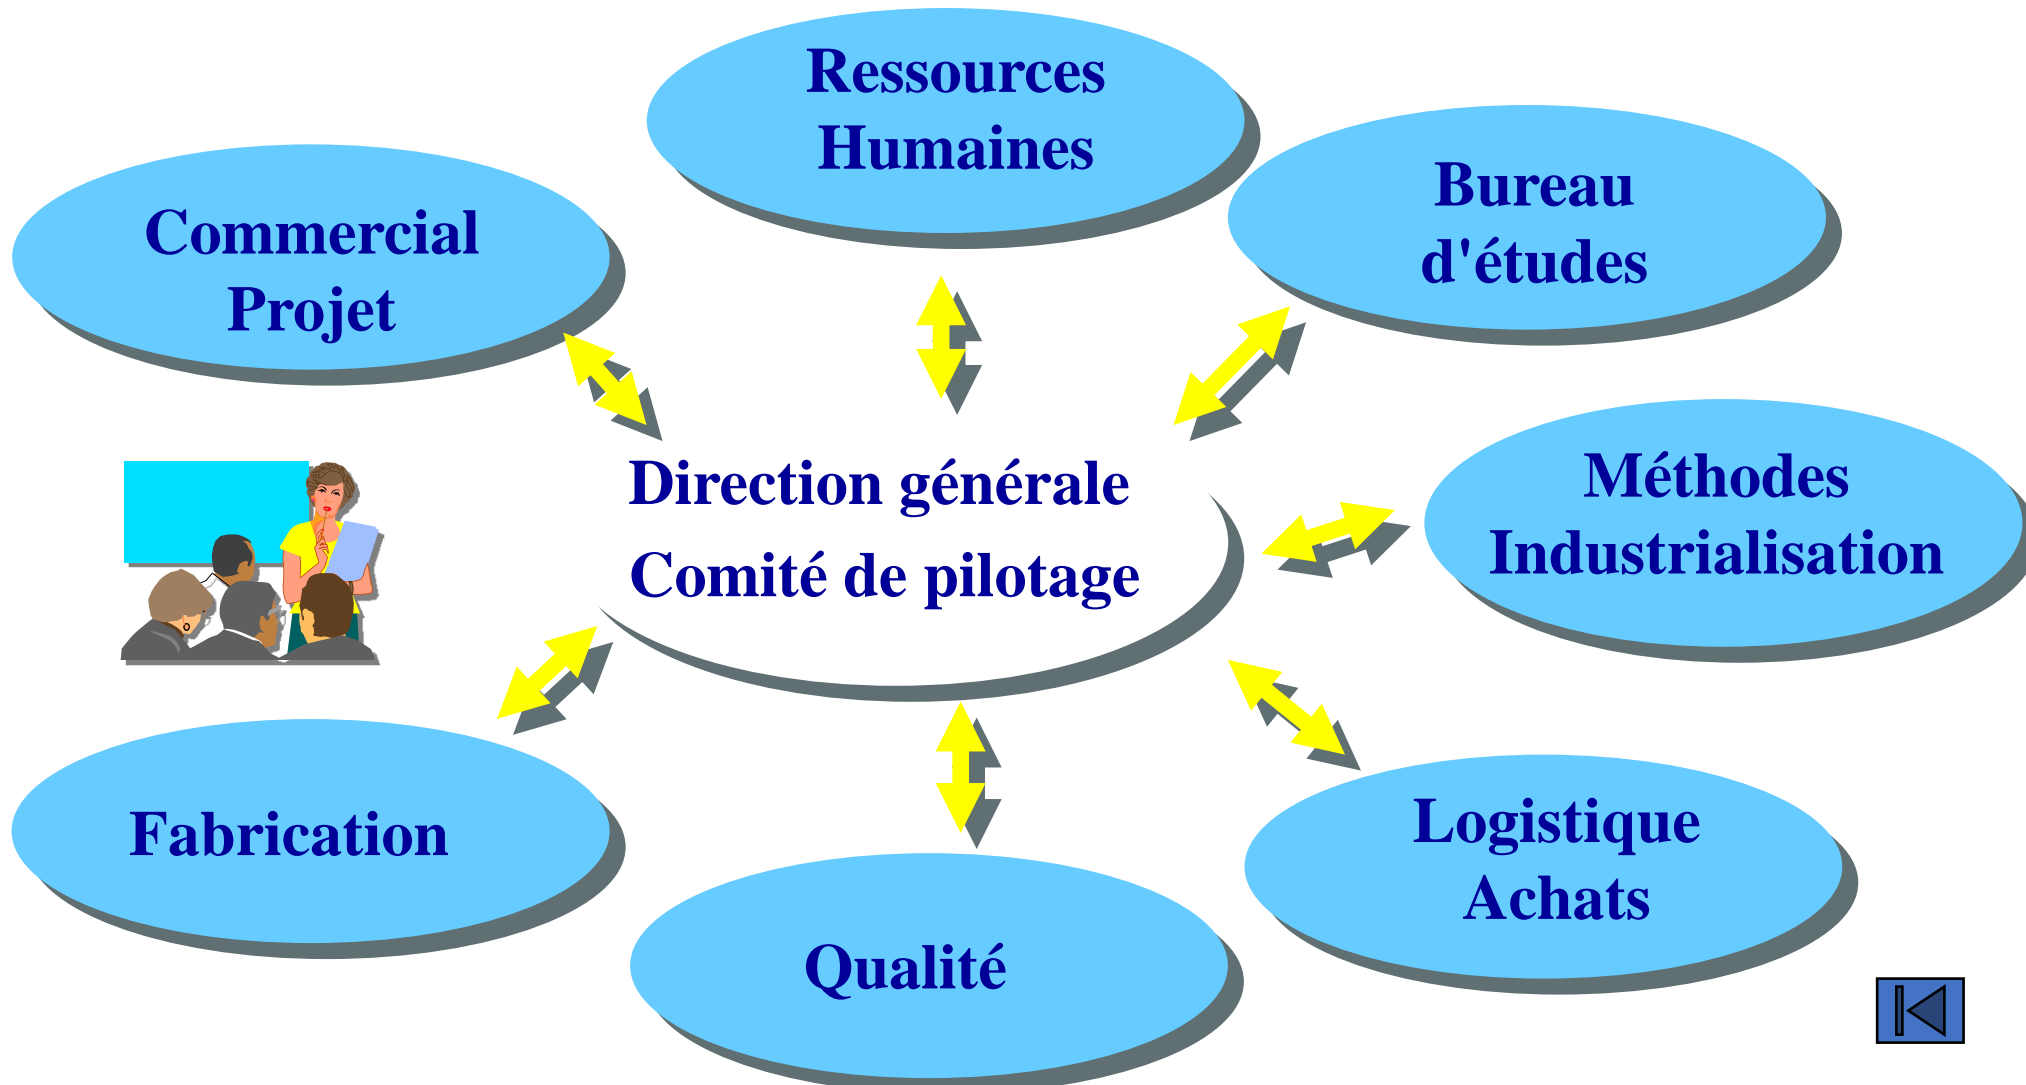 Ressources
Humaines
Commercial
Projet
Bureau
d'études
Direction générale
Comité de pilotage
Méthodes
Industrialisation
Fabrication
Qualité
Logistique
Achats